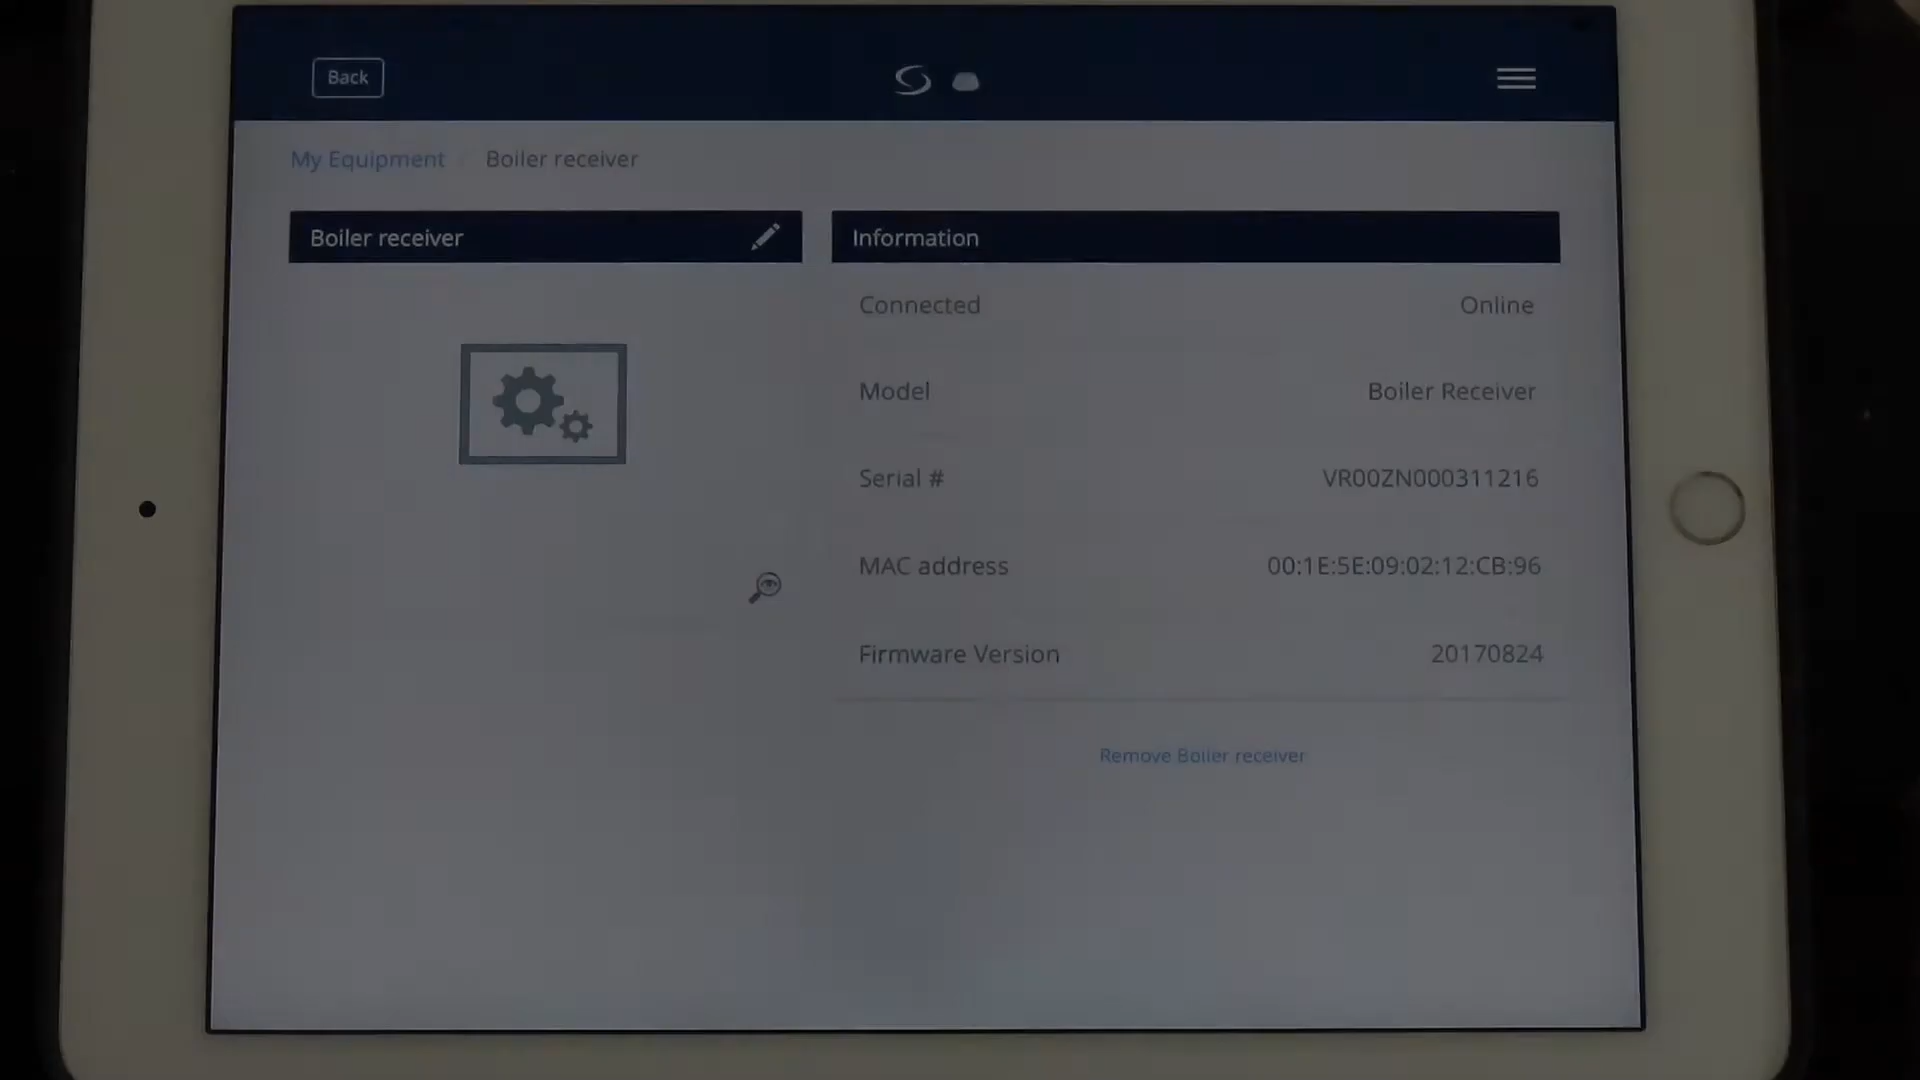 Back
My Equipment
Boiler receiver
Boiler receiver
Information
Connected
Online
Model
Boiler Receiver
Serial #
VR00ZN000311216
MAC address
00:1E:5E:09:02:12:CB:96
Firmware Version
20170824
Remove Boiler receiver